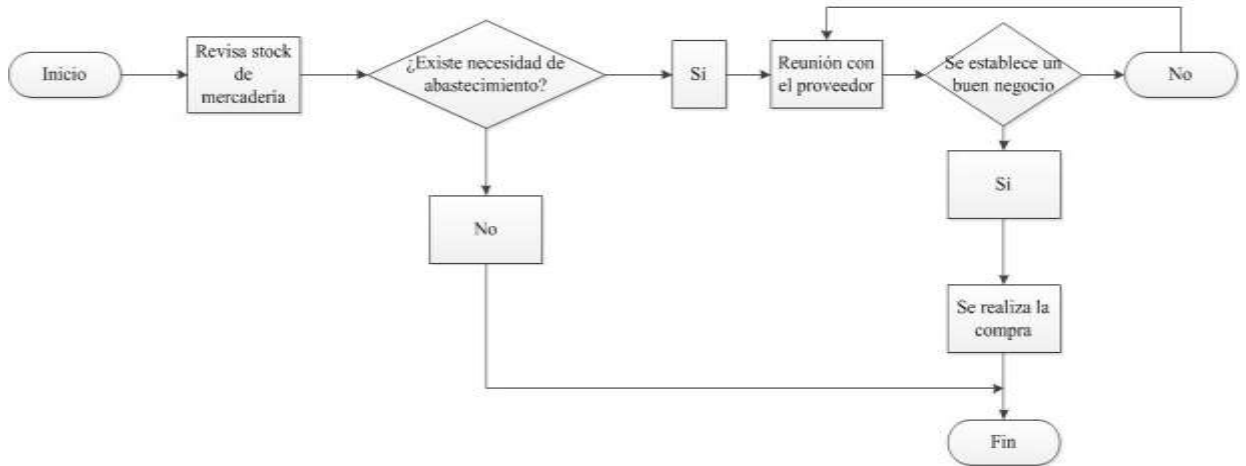 Inicio
Revisa stock
de
mercaderia
¿Existe necesidad de
abastecimiento?
Si
Reunión con
el proveedor
Se establece un
buen negocio
No
No
Si
Se realiza la
compra
Fin